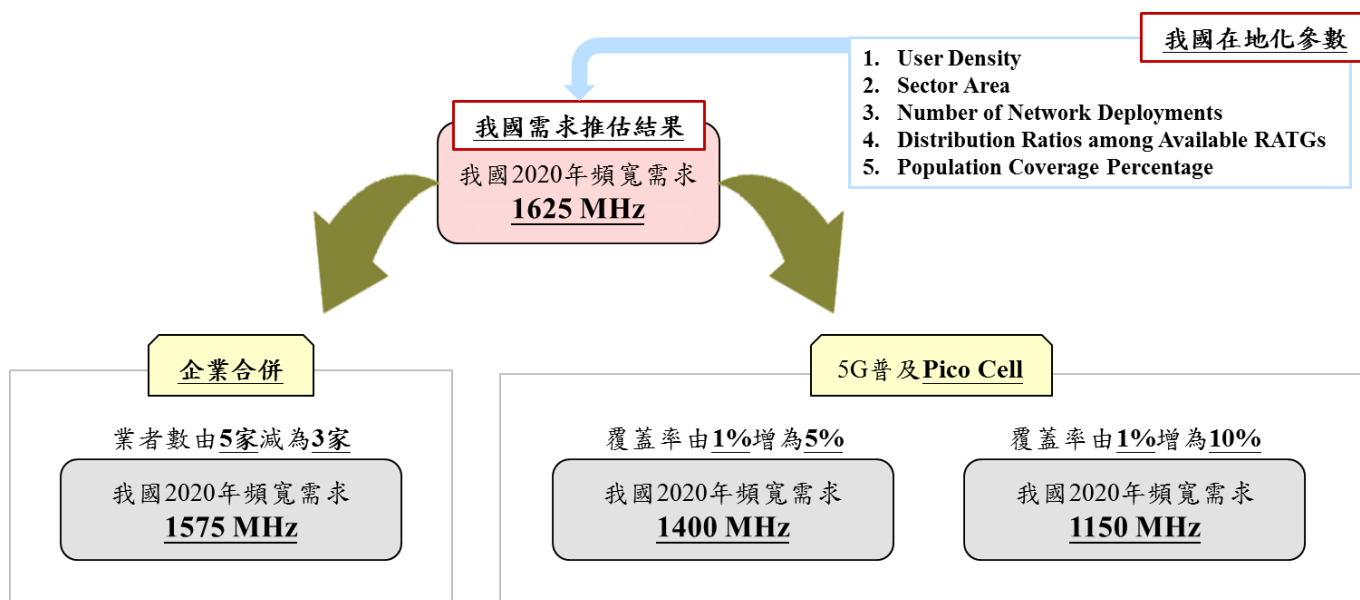 我國在地化參數
1. User Density
2. Sector Area
3. Number of Network Deployments
4. Distribution Ratios among Available RATGs
5. Population Coverage Percentage
我國需求推估結果
我國2020年頻寬需求
1625 MHz
企業合併
業者數由5家減為3家
我國2020年頻寬需求
1575 MHz
5G普及Pico Cell
覆蓋率由1%增為5%
我國2020年頻寬需求
1400 MHz
覆蓋率由1%增為10%
我國2020年頻寬需求
1150 MHz